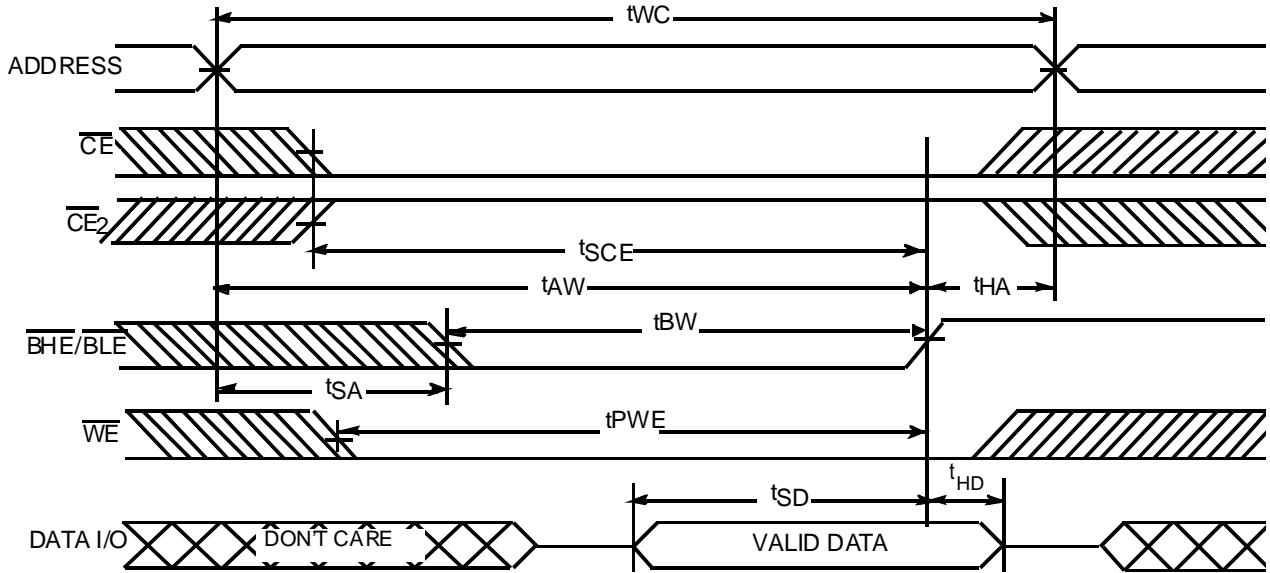 tWC
ADDRESS
CE
CE2
tSCE
tAW
tHA
BHE/BLE
tBW
tSA
WE
tPWE
tSD
tHD
DATA I/O
DON'T CARE
VALID DATA